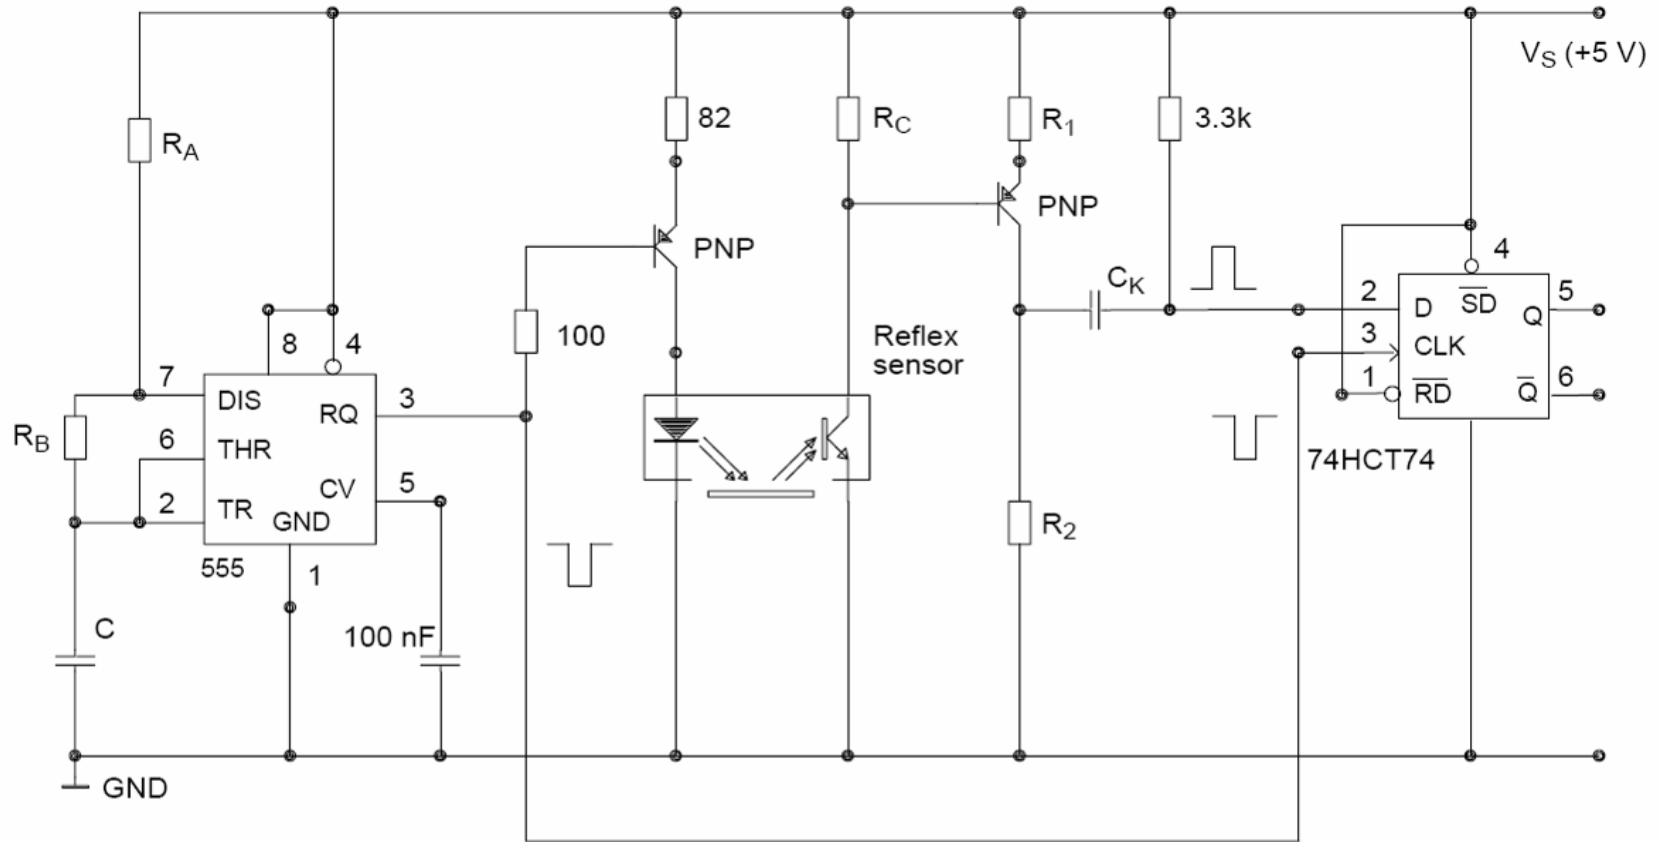 V_S (+5 V)
R_A
82
R_C
R_1
3.3k
PNP
PNP
C_K
4
8
4
100
Reflex
sensor
2
D
SD
Q
5
3
CLK
1
RD
Q
6
7
DIS
RQ
3
R_B
6
THR
CV
5
2
TR
GND
74HCT74
R_2
555
1
C
100 nF
GND